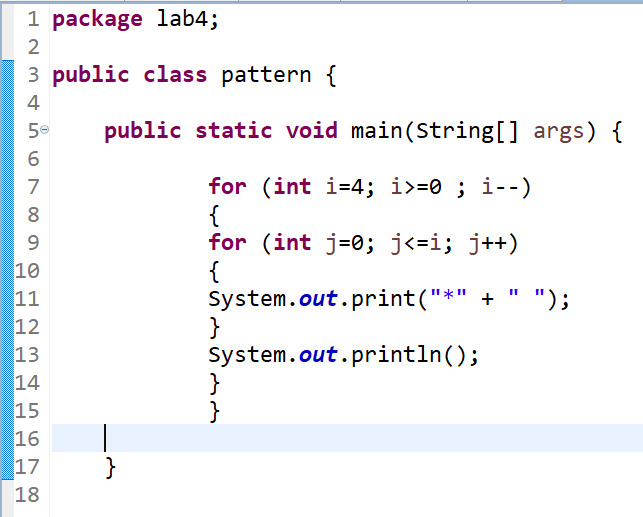 1 package lab4;
2
3 public class pattern {
4
5 public static void main(String[] args) {
6
7 for (int i=4; i>=0 ; i--)
8 {
9 for (int j=0; j<=i; j++)
10 {
11 System.out.print("*" + " ");
12 }
13 System.out.println();
14 }
15 }
16
17 }
18